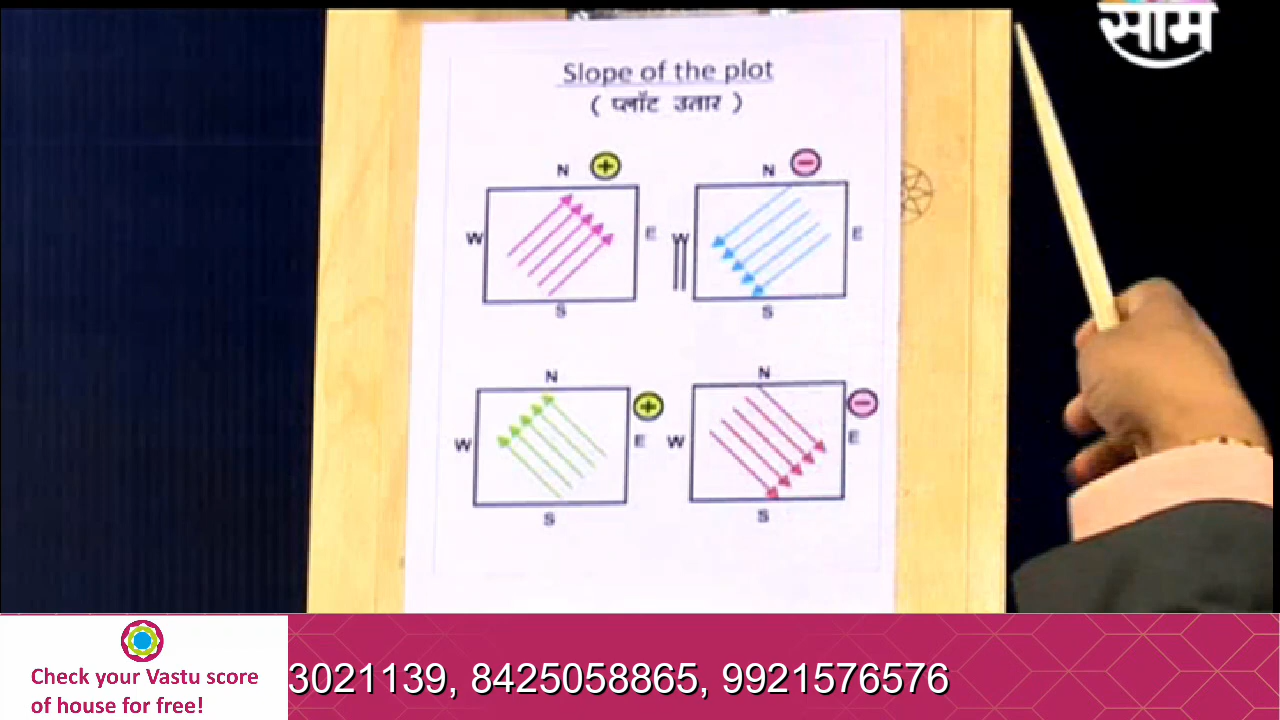 साम
Slope of the plot
( प्लॉट उतार )
N +
W E
S
N −
W E
S
N +
W E
S
N −
W E
S
Check your Vastu score
of house for free!
3021139, 8425058865, 9921576576